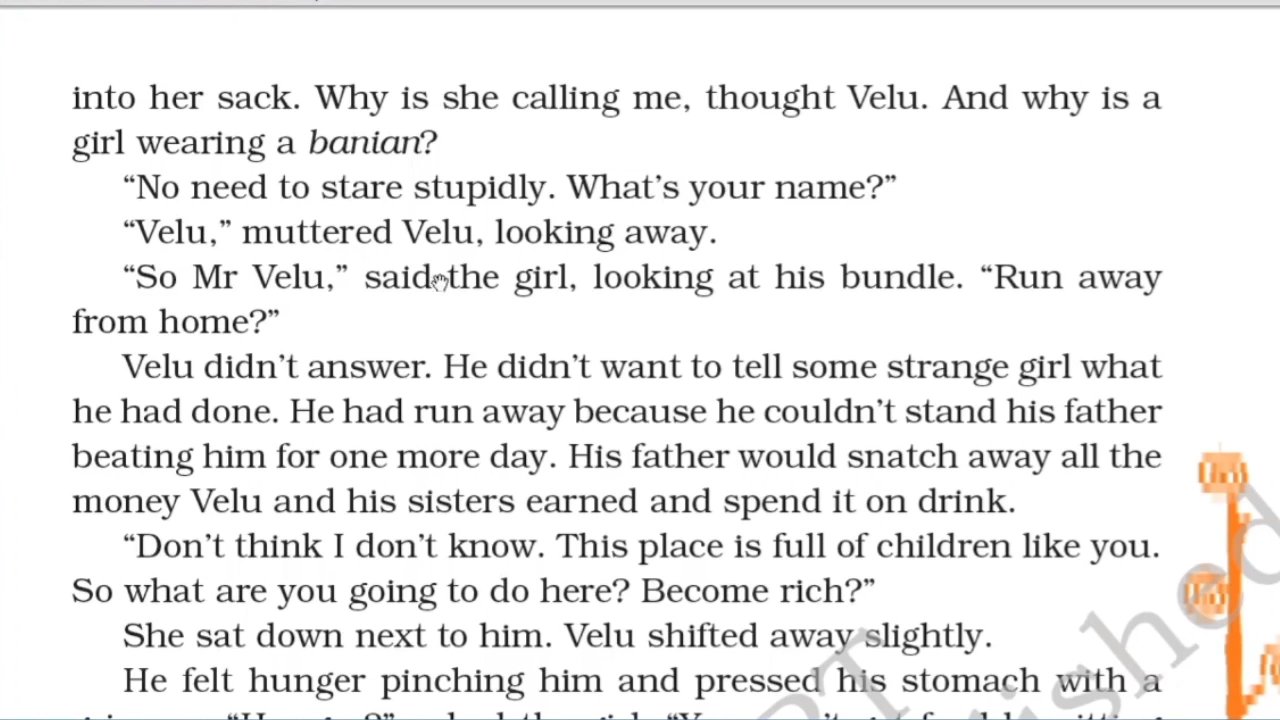 into her sack. Why is she calling me, thought Velu. And why is a
girl wearing a banian?
“No need to stare stupidly. What’s your name?”
“Velu,” muttered Velu, looking away.
“So Mr Velu,” said the girl, looking at his bundle. “Run away
from home?”
Velu didn’t answer. He didn’t want to tell some strange girl what
he had done. He had run away because he couldn’t stand his father
beating him for one more day. His father would snatch away all the
money Velu and his sisters earned and spend it on drink.
“Don’t think I don’t know. This place is full of children like you.
So what are you going to do here? Become rich?”
She sat down next to him. Velu shifted away slightly.
He felt hunger pinching him and pressed his stomach with a